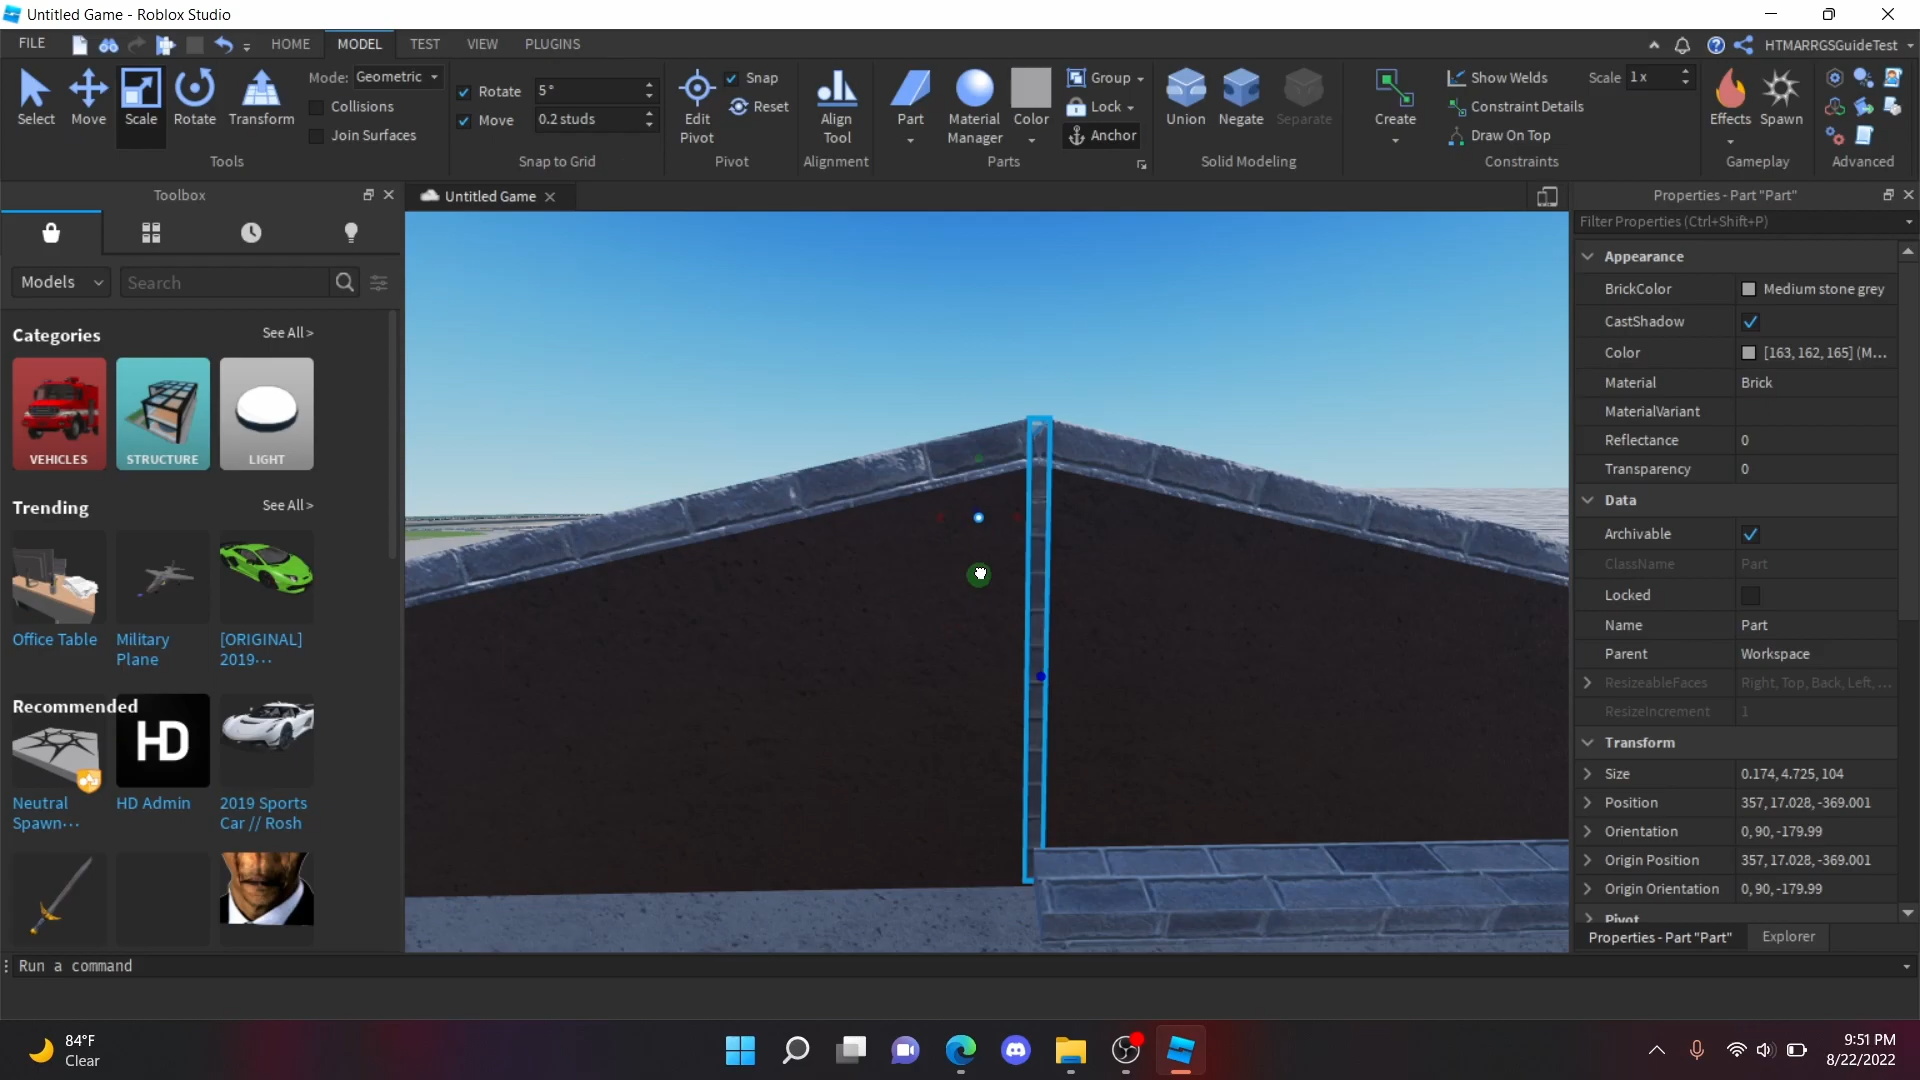 Untitled Game - Roblox Studio
FILE HOME MODEL TEST VIEW PLUGINS HTMARRGSGuideTest
Mode: Geometric
Collisions
Join Surfaces
Select Move Scale Rotate Transform
Tools
Rotate 5°
Move 0.2 studs
Snap to Grid
Edit
Pivot
Snap
Reset
Pivot
Align
Tool
Alignment
Part
Material
Manager
Color
Group
Lock
Anchor
Parts
Union Negate Separate
Solid Modeling
Create
Show Welds
Constraint Details
Draw On Top
Scale 1 x
Constraints
Effects Spawn
Gameplay
Advanced
Toolbox
Untitled Game
Models
Search
Categories
See All >
VEHICLES
STRUCTURE
LIGHT
Trending
See All >
Office Table
Military
Plane
[ORIGINAL]
2019···
Recommended
HD
Neutral
Spawn···
HD Admin
2019 Sports
Car // Rosh
Properties - Part "Part"
Filter Properties (Ctrl+Shift+P)
Appearance
BrickColor Medium stone grey
CastShadow
Color [163, 162, 165] (M...
Material Brick
MaterialVariant
Reflectance 0
Transparency 0
Data
Archivable
ClassName Part
Locked
Name Part
Parent Workspace
ResizeableFaces Right, Top, Back, Left, ...
ResizeIncrement 1
Transform
Size 0.174, 4.725, 104
Position 357, 17.028, -369.001
Orientation 0, 90, -179.99
Origin Position 357, 17.028, -369.001
Origin Orientation 0, 90, -179.99
Pivot
Properties - Part "Part" Explorer
Run a command
84°F
Clear
9:51 PM
8/22/2022